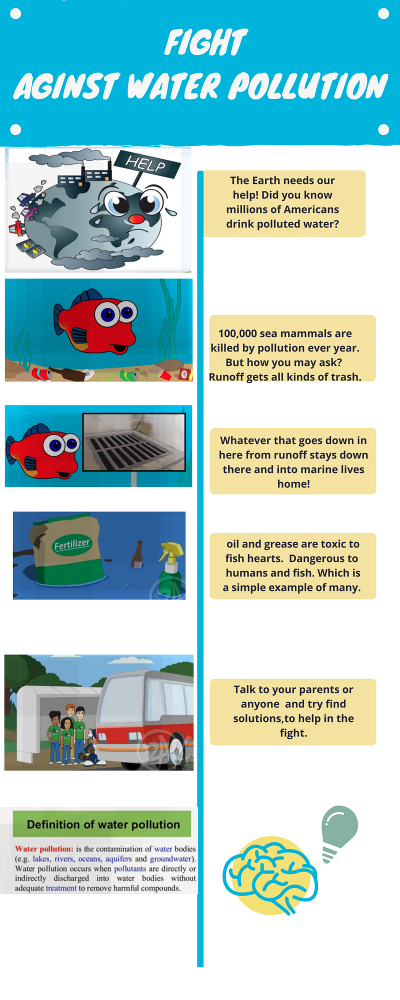 FIGHT
AGINST WATER POLLUTION
HELP
The Earth needs our
help! Did you know
millions of Americans
drink polluted water?
100,000 sea mammals are
killed by pollution ever year.
But how you may ask?
Runoff gets all kinds of trash.
Whatever that goes down in
here from runoff stays down
there and into marine lives
home!
Fertilizer
oil and grease are toxic to
fish hearts. Dangerous to
humans and fish. Which is
a simple example of many.
Talk to your parents or
anyone and try find
solutions,to help in the
fight.
Definition of water pollution
Water pollution: is the contamination of water bodies
(e.g. lakes, rivers, oceans, aquifers and groundwater).
Water pollution occurs when pollutants are directly or
indirectly discharged into water bodies without
adequate treatment to remove harmful compounds.